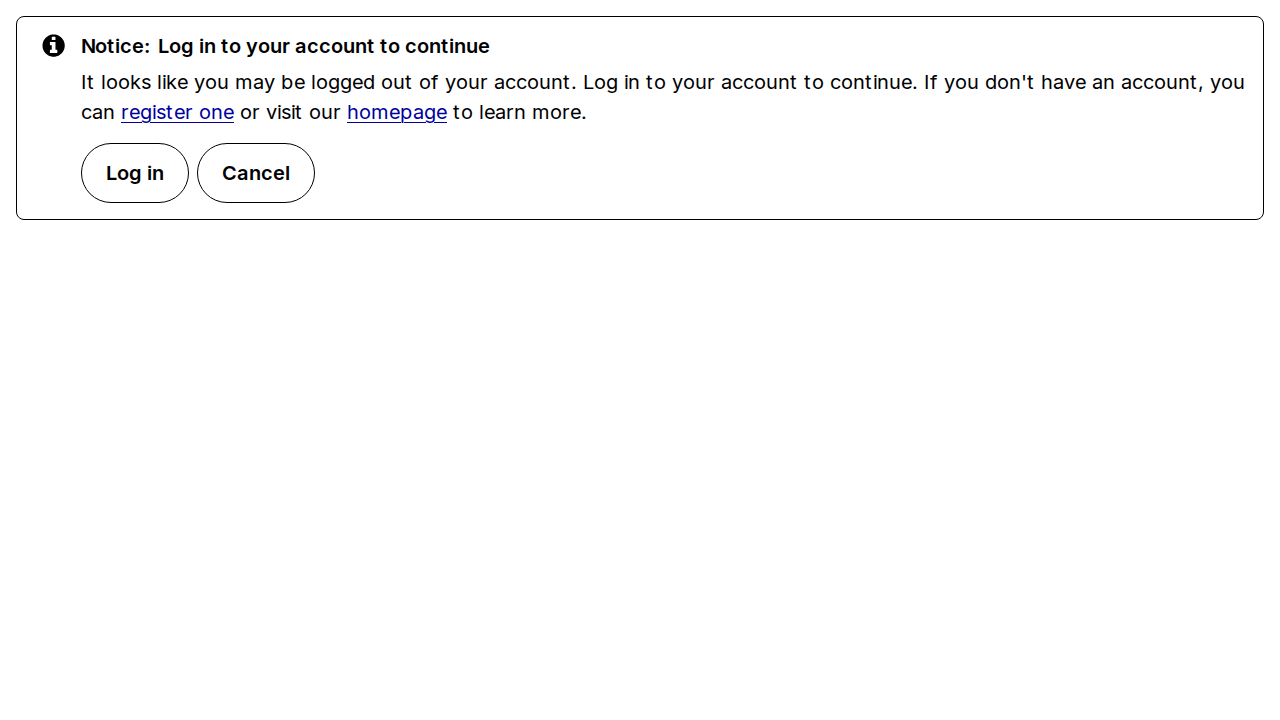 Notice: Log in to your account to continue
It looks like you may be logged out of your account. Log in to your account to continue. If you don't have an account, you
can register one or visit our homepage to learn more.
Log in Cancel